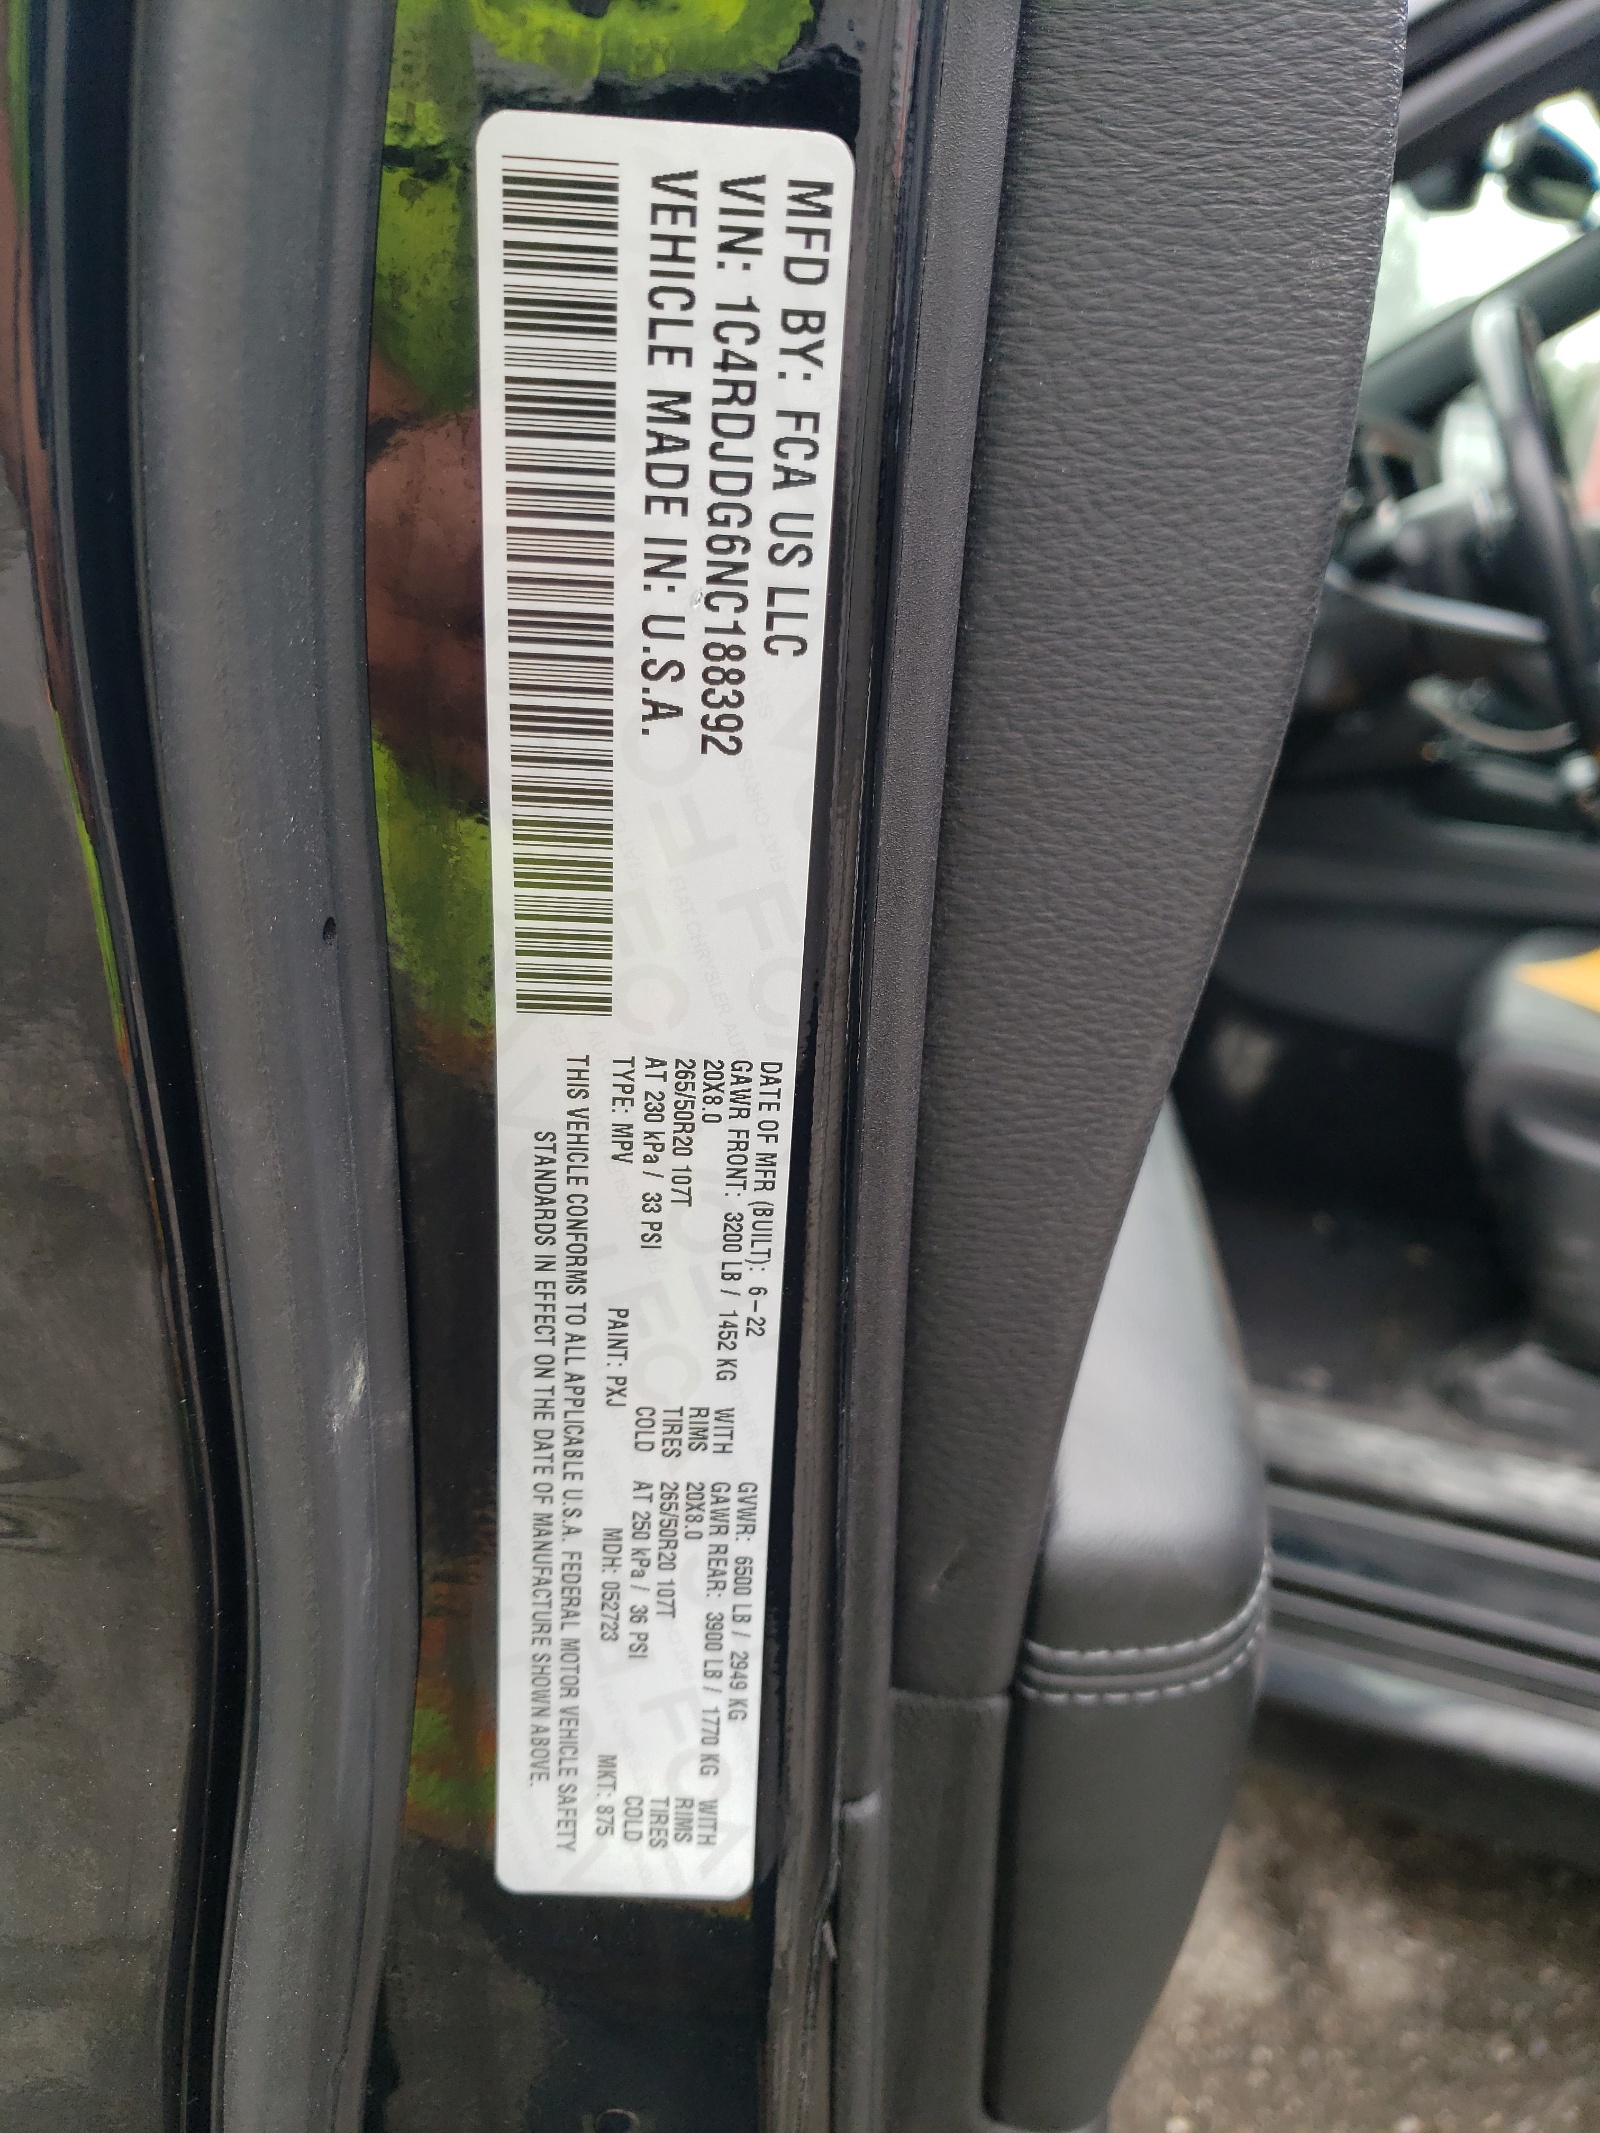 MFD BY: FCA US LLC
VIN: 1C4RDJDG6NC188392
VEHICLE MADE IN: U.S.A.
DATE OF MFR (BUILT): 6-22 GVWR: 6500 LB / 2949 KG
GAWR FRONT: 3200 LB / 1452 KG WITH GAWR REAR: 3900 LB / 1770 KG WITH
20X8.0 RIMS 20X8.0 RIMS
265/50R20 107T TIRES 265/50R20 107T TIRES
AT 230 kPa / 33 PSI COLD AT 250 kPa / 36 PSI COLD
TYPE: MPV PAINT: PXJ MDH: 052723 MKT: 875
THIS VEHICLE CONFORMS TO ALL APPLICABLE U.S.A. FEDERAL MOTOR VEHICLE SAFETY
STANDARDS IN EFFECT ON THE DATE OF MANUFACTURE SHOWN ABOVE.